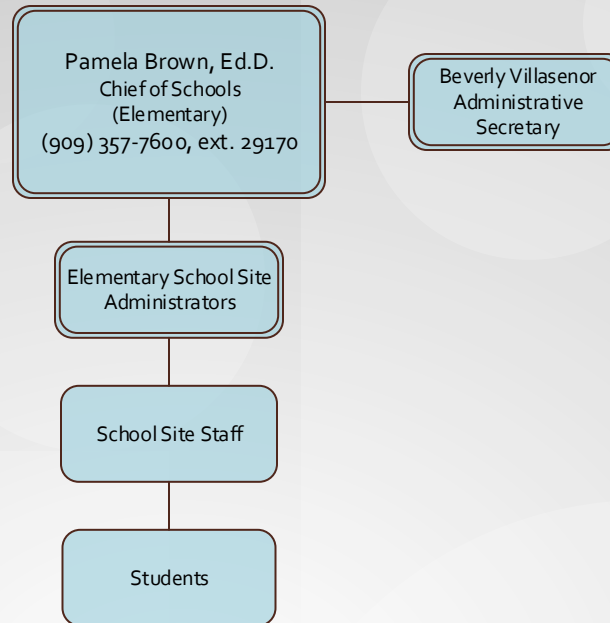 Pamela Brown, Ed.D.
Chief of Schools
(Elementary)
(909) 357-7600, ext. 29170
Beverly Villasenor
Administrative
Secretary
Elementary School Site
Administrators
School Site Staff
Students